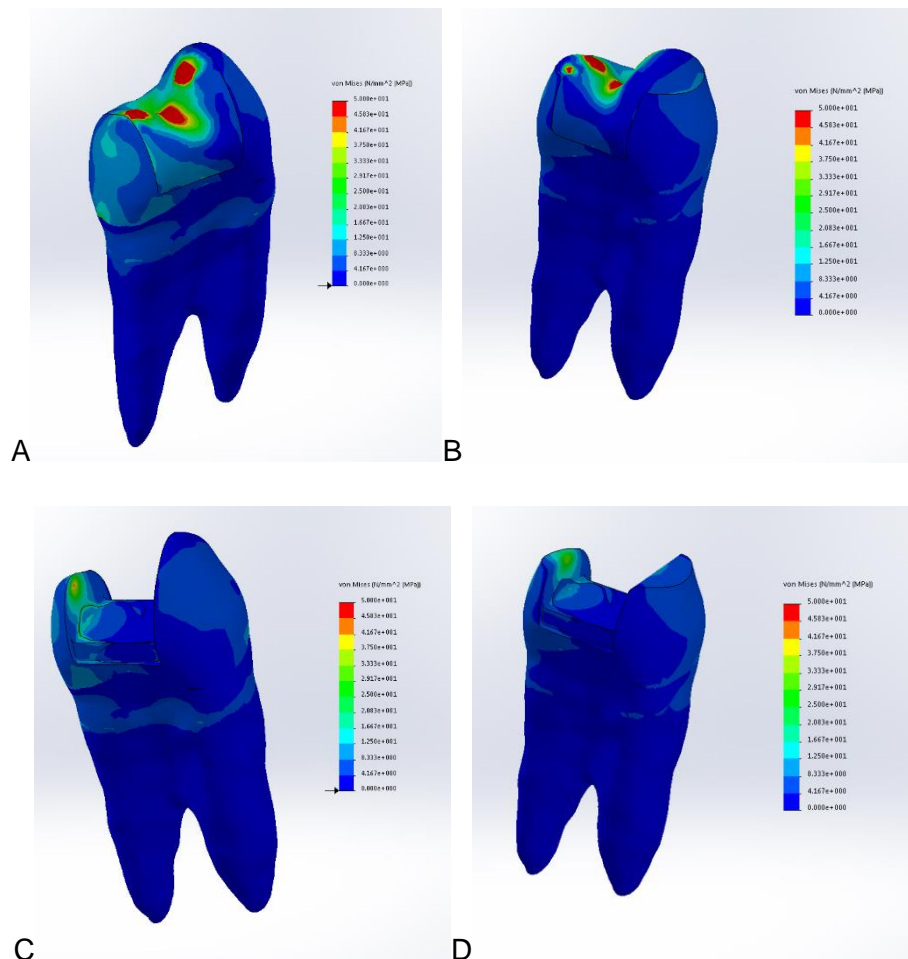 von Mises (N/mm^2 (MPa))
5.000e+001
4.583e+001
4.167e+001
3.750e+001
3.333e+001
2.917e+001
2.500e+001
2.083e+001
1.667e+001
1.250e+001
8.333e+000
4.167e+000
0.000e+000
A
von Mises (N/mm^2 (MPa))
5.000e+001
4.583e+001
4.167e+001
3.750e+001
3.333e+001
2.917e+001
2.500e+001
2.083e+001
1.667e+001
1.250e+001
8.333e+000
4.167e+000
0.000e+000
B
von Mises (N/mm^2 (MPa))
5.000e+001
4.583e+001
4.167e+001
3.750e+001
3.333e+001
2.917e+001
2.500e+001
2.083e+001
1.667e+001
1.250e+001
8.333e+000
4.167e+000
0.000e+000
C
von Mises (N/mm^2 (MPa))
5.000e+001
4.583e+001
4.167e+001
3.750e+001
3.333e+001
2.917e+001
2.500e+001
2.083e+001
1.667e+001
1.250e+001
8.333e+000
4.167e+000
0.000e+000
D